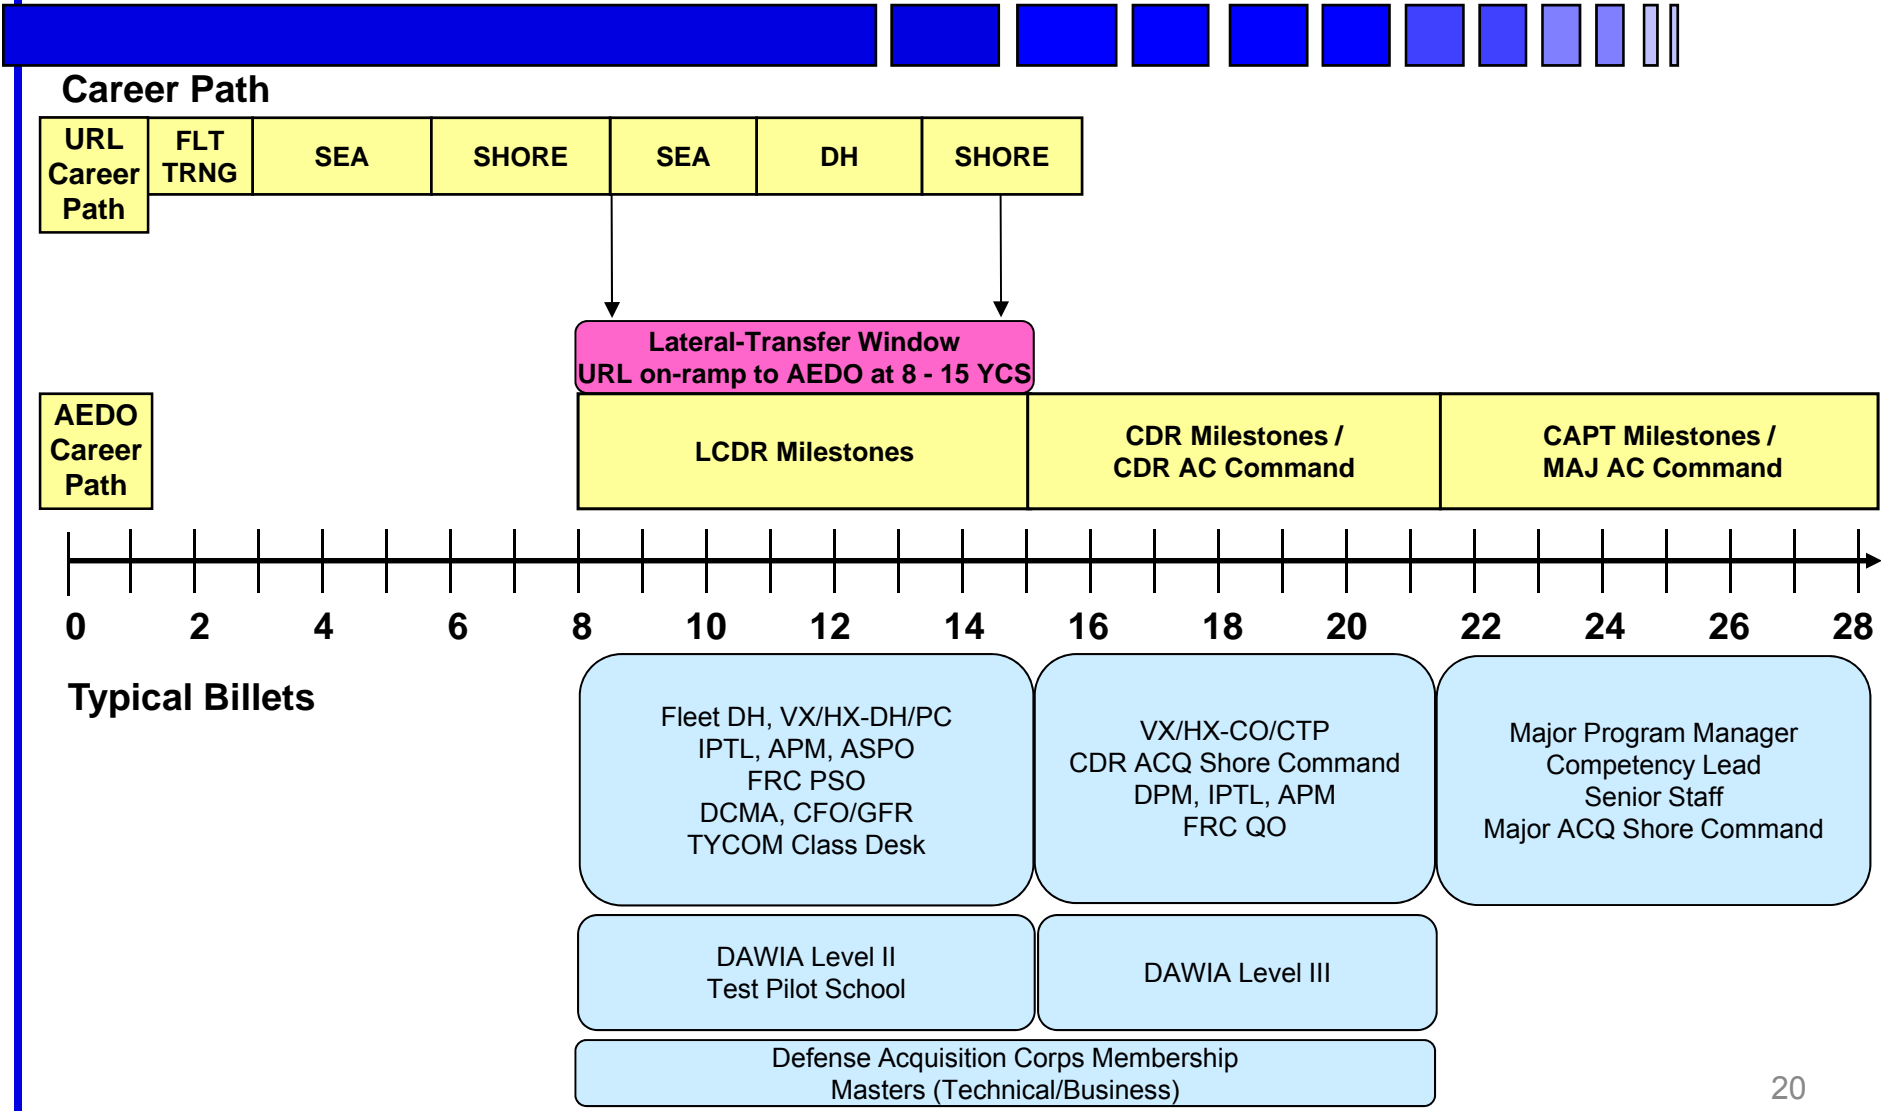 Career Path
URL
Career
Path
FLT
TRNG
SEA
SHORE
SEA
DH
SHORE
Lateral-Transfer Window
URL on-ramp to AEDO at 8 - 15 YCS
AEDO
Career
Path
LCDR Milestones
CDR Milestones /
CDR AC Command
CAPT Milestones /
MAJ AC Command
0 2 4 6 8 10 12 14 16 18 20 22 24 26 28
Typical Billets
Fleet DH, VX/HX-DH/PC
IPTL, APM, ASPO
FRC PSO
DCMA, CFO/GFR
TYCOM Class Desk
VX/HX-CO/CTP
CDR ACQ Shore Command
DPM, IPTL, APM
FRC QO
Major Program Manager
Competency Lead
Senior Staff
Major ACQ Shore Command
DAWIA Level II
Test Pilot School
DAWIA Level III
Defense Acquisition Corps Membership
Masters (Technical/Business)
20